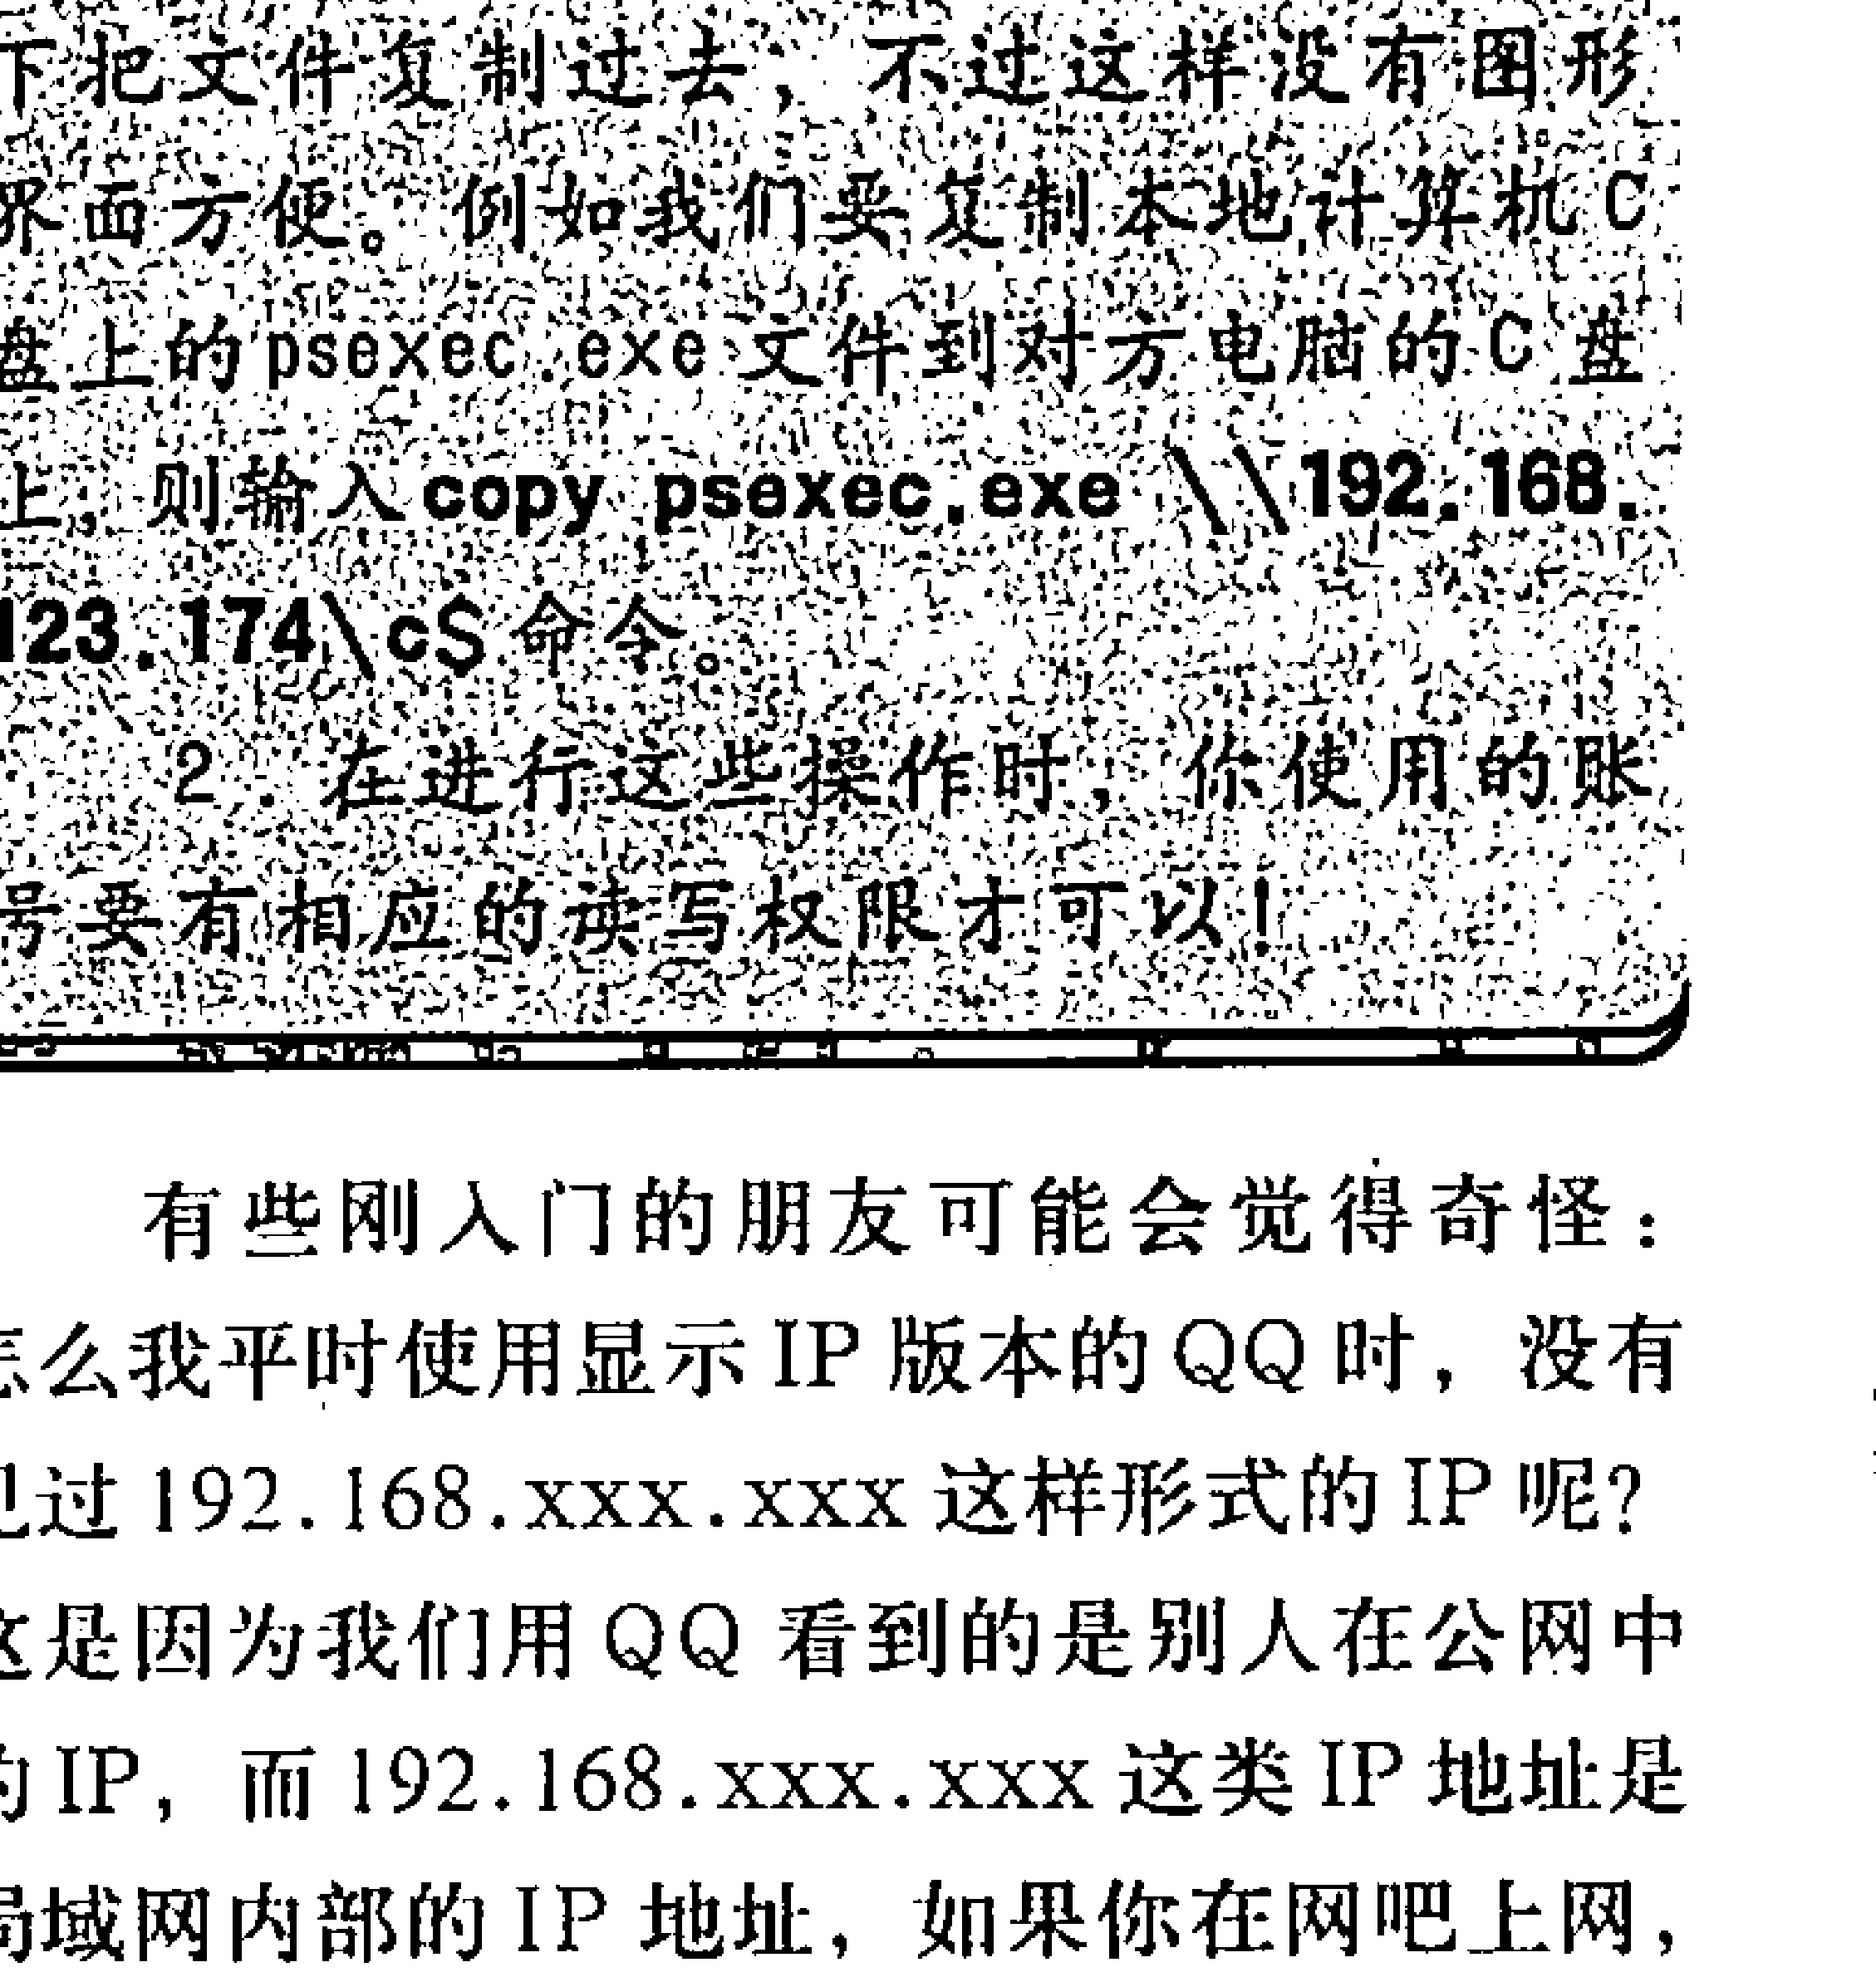 下把文件复制过去，不过这样没有图形
界面方便。例如我们要复制本地计算机C
盘上的psexec.exe文件到对方电脑的C盘
上，则输入copy psexec.exe \\192.168.
123.174\c$命令。
2．在进行这些操作时，你使用的账
号要有相应的读写权限才可以！
有些刚入门的朋友可能会觉得奇怪：
怎么我平时使用显示IP版本的QQ时，没有
见过192.168.xxx.xxx这样形式的IP呢？
这是因为我们用QQ看到的是别人在公网中
的IP，而192.168.xxx.xxx这类IP地址是
局域网内部的IP地址，如果你在网吧上网，